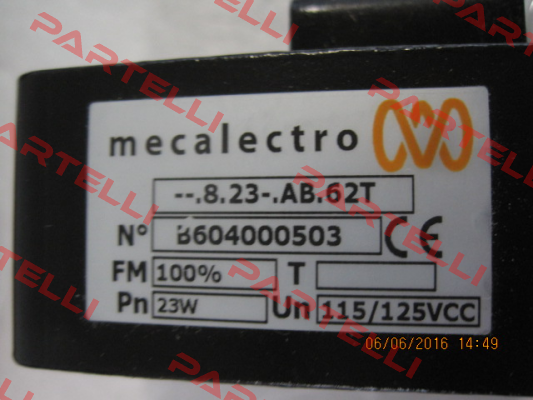 mecalectro
--.8.23-.AB.62T
N° B604000503 CE
FM 100% T
Pn 23W Un 115/125VCC
06/06/2016 14:49
PARTELLI
PARTELLI
PARTELLI
PARTELLI
PARTELLI
PARTELLI